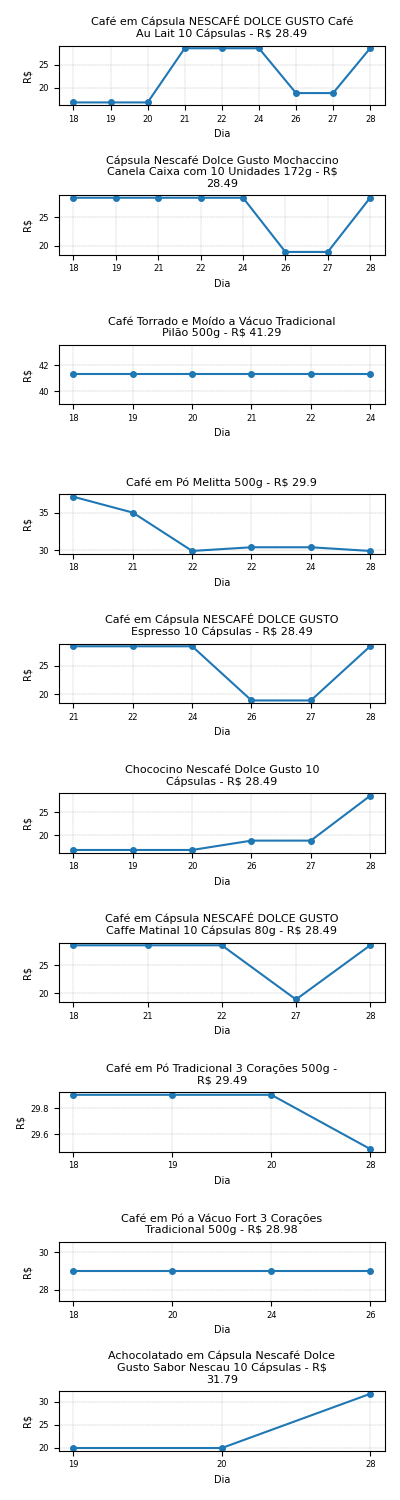 Café em Cápsula NESCAFÉ DOLCE GUSTO Café
Au Lait 10 Cápsulas - R$ 28.49
R$
25
20
18 19 20 21 22 24 26 27 28
Dia
Cápsula Nescafé Dolce Gusto Mochaccino
Canela Caixa com 10 Unidades 172g - R$
28.49
R$
25
20
18 19 21 22 24 26 27 28
Dia
Café Torrado e Moído a Vácuo Tradicional
Pilão 500g - R$ 41.29
R$
42
40
18 19 20 21 22 24
Dia
Café em Pó Melitta 500g - R$ 29.9
R$
35
30
18 21 22 22 24 28
Dia
Café em Cápsula NESCAFÉ DOLCE GUSTO
Espresso 10 Cápsulas - R$ 28.49
R$
25
20
21 22 24 26 27 28
Dia
Chococino Nescafé Dolce Gusto 10
Cápsulas - R$ 28.49
R$
25
20
18 19 20 26 27 28
Dia
Café em Cápsula NESCAFÉ DOLCE GUSTO
Caffe Matinal 10 Cápsulas 80g - R$ 28.49
R$
25
20
18 21 22 27 28
Dia
Café em Pó Tradicional 3 Corações 500g -
R$ 29.49
R$
29.8
29.6
18 19 20 28
Dia
Café em Pó a Vácuo Fort 3 Corações
Tradicional 500g - R$ 28.98
R$
30
28
18 20 24 26
Dia
Achocolatado em Cápsula Nescafé Dolce
Gusto Sabor Nescau 10 Cápsulas - R$
31.79
R$
30
25
20
19 20 28
Dia